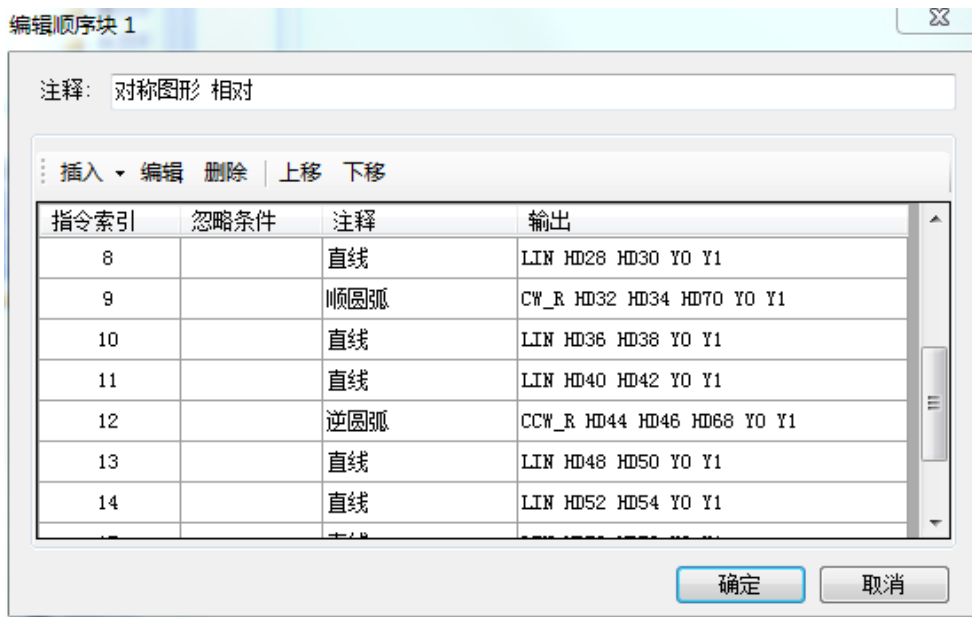 编辑顺序块 1
注释: 对称图形 相对
插入 编辑 删除 上移 下移
指令索引 忽略条件 注释 输出
8 直线 LIN HD28 HD30 Y0 Y1
9 顺圆弧 CW_R HD32 HD34 HD70 Y0 Y1
10 直线 LIN HD36 HD38 Y0 Y1
11 直线 LIN HD40 HD42 Y0 Y1
12 逆圆弧 CCW_R HD44 HD46 HD68 Y0 Y1
13 直线 LIN HD48 HD50 Y0 Y1
14 直线 LIN HD52 HD54 Y0 Y1
确定 取消